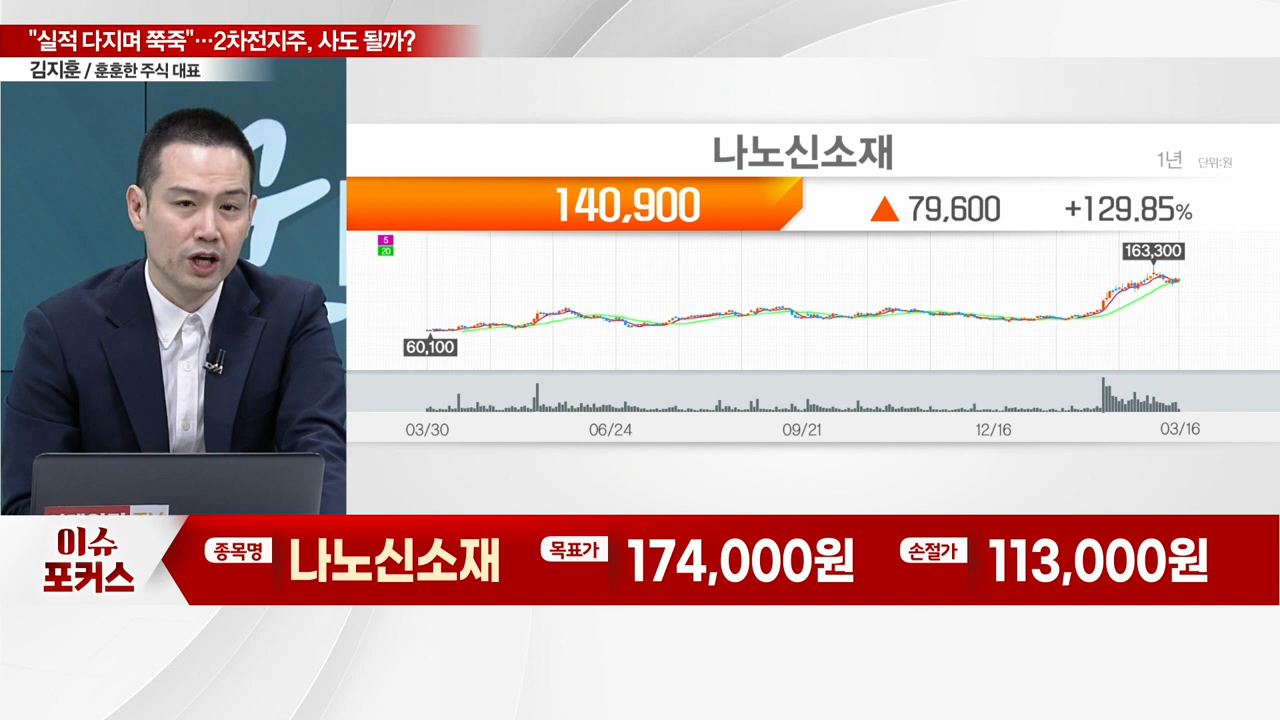 "실적 다지며 쭉쭉"…2차전지주, 사도 될까?
김지훈 / 훈훈한 주식 대표
나노신소재
1년 단위:원
140,900 ▲ 79,600 +129.85%
5
20
163,300
60,100
03/30 06/24 09/21 12/16 03/16
이슈
포커스
종목명 나노신소재 목표가 174,000원 손절가 113,000원